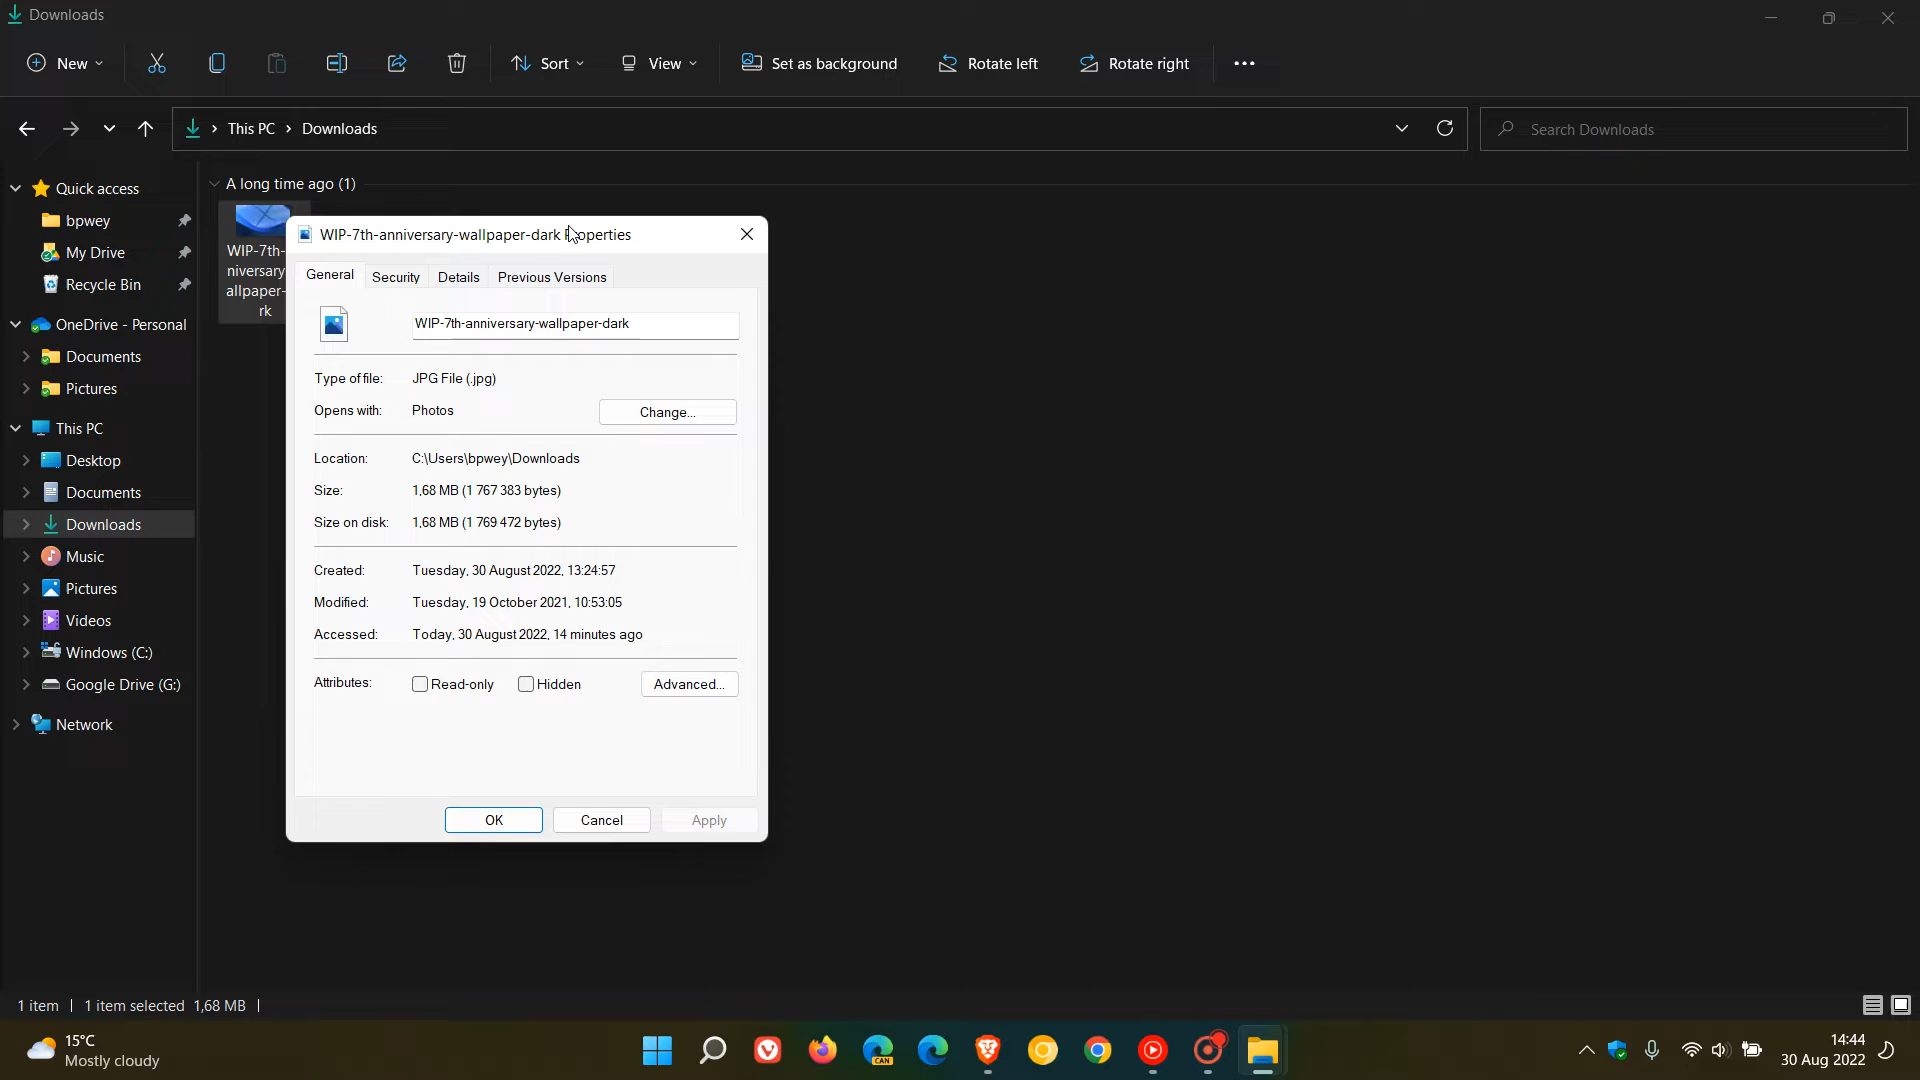 Downloads
New
Sort
View
Set as background
Rotate left
Rotate right
This PC
Downloads
Search Downloads
Quick access
bpwey
My Drive
Recycle Bin
OneDrive - Personal
Documents
Pictures
This PC
Desktop
Documents
Downloads
Music
Pictures
Videos
Windows (C:)
Google Drive (G:)
Network
A long time ago (1)
WIP-7th-
niversary
allpaper-
rk
WIP-7th-anniversary-wallpaper-dark Properties
General Security Details Previous Versions
WIP-7th-anniversary-wallpaper-dark
Type of file: JPG File (.jpg)
Opens with: Photos Change...
Location: C:\Users\bpwey\Downloads
Size: 1,68 MB (1 767 383 bytes)
Size on disk: 1,68 MB (1 769 472 bytes)
Created: Tuesday, 30 August 2022, 13:24:57
Modified: Tuesday, 19 October 2021, 10:53:05
Accessed: Today, 30 August 2022, 14 minutes ago
Attributes: Read-only Hidden Advanced...
OK Cancel Apply
1 item 1 item selected 1,68 MB
15°C
Mostly cloudy
CAN
14:44
30 Aug 2022